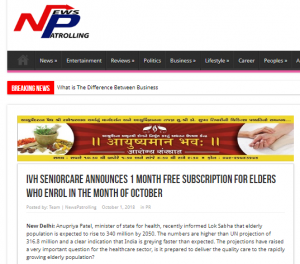 NEWS
PATROLLING
News Entertainment Reviews Politics Business Lifestyle Career Peoples
BREAKING NEWS What is The Difference Between Business
|| आयुष्यमान भवः ||
आरोग्य संस्था
IVH SENIORCARE ANNOUNCES 1 MONTH FREE SUBSCRIPTION FOR ELDERS
WHO ENROL IN THE MONTH OF OCTOBER
Posted by: Team | NewsPatrolling October 1, 2018 in PR
New Delhi: Anupriya Patel, minister of state for health, recently informed Lok Sakha that elderly
population is expected to rise to 340 million by 2050. The numbers are higher than UN projection of
316.8 million and a clear indication that India is greying faster than expected. The projections have raised
a very important question for the healthcare sector, is it prepared to deliver the quality care to the rapidly
growing elderly population?